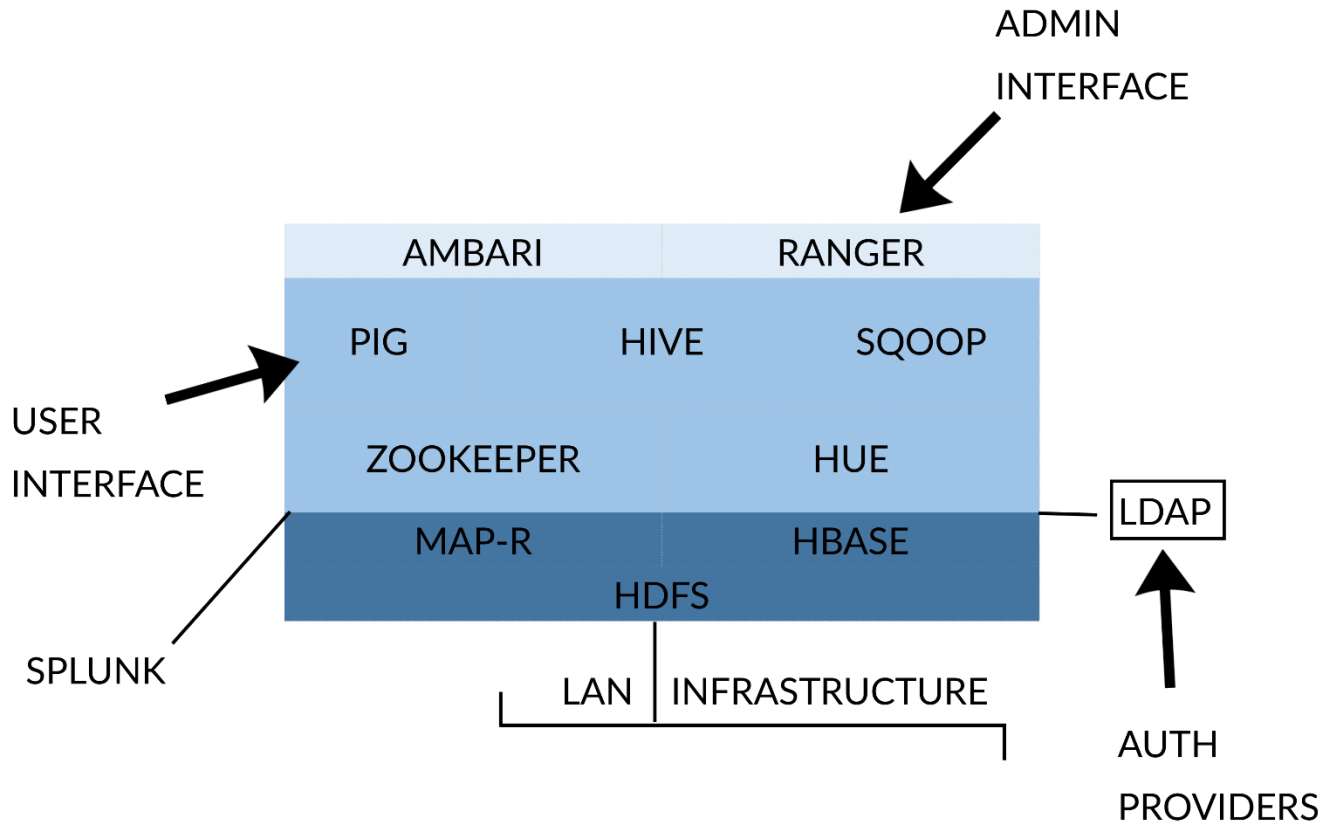 ADMIN
INTERFACE
AMBARI RANGER
PIG HIVE SQOOP
USER
INTERFACE
ZOOKEEPER HUE
LDAP
MAP-R HBASE
HDFS
SPLUNK
LAN INFRASTRUCTURE
AUTH
PROVIDERS